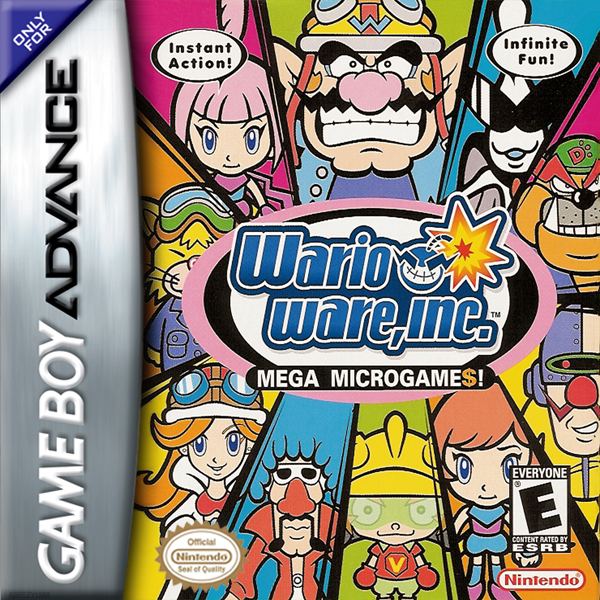 ONLY
FOR
GAME BOY ADVANCE
Instant
Action!
Infinite
Fun!
W
D
Wario
ware,inc.™
MEGA MICROGAME$!
V
Official
Nintendo
Seal of Quality
EVERYONE
E
CONTENT RATED BY
ESRB
Nintendo